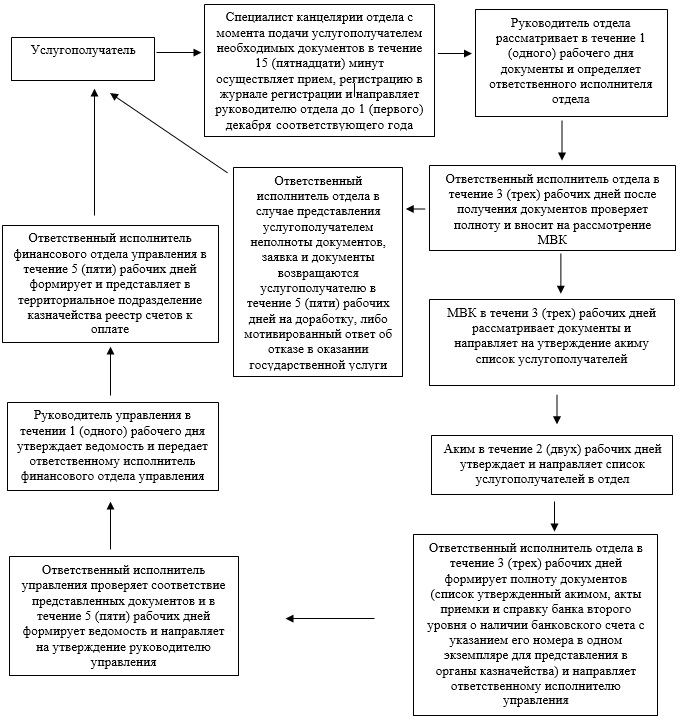 Услугополучатель
Специалист канцелярии отдела с
момента подачи услугополучателем
необходимых документов в течение
15 (пятнадцати) минут
осуществляет прием, регистрацию в
журнале регистрации и направляет
руководителю отдела до 1 (первого)
декабря соответствующего года
Руководитель отдела
рассматривает в течение 1
(одного) рабочего дня
документы и определяет
ответственного исполнителя
отдела
Ответственный исполнитель отдела в
течение 3 (трех) рабочих дней после
получения документов проверяет
полноту и вносит на рассмотрение
МВК
Ответственный
исполнитель отдела в
случае представления
услугополучателем
неполноты документов,
заявка и документы
возвращаются
услугополучателю в
течение 5 (пяти) рабочих
дней на доработку, либо
мотивированный ответ об
отказе в оказании
государственной услуги
МВК в течени 3 (трех) рабочих дней
рассматривает документы и
направляет на утверждение акиму
список услугополучателей
Аким в течение 2 (двух) рабочих дней
утверждает и направляет список
услугополучателей в отдел
Ответственный исполнитель отдела в
течение 3 (трех) рабочих дней
формирует полноту документов
(список утвержденный акимом, акты
приемки и справку банка второго
уровня о наличии банковского счета с
указанием его номера в одном
экземпляре для представления в
органы казначейства) и направляет
ответственному исполнителю
управления
Ответственный исполнитель
управления проверяет соответствие
представленных документов и в
течение 5 (пяти) рабочих дней
формирует ведомость и направляет
на утверждение руководителю
управления
Руководитель управления в
течении 1 (одного) рабочего дня
утверждает ведомость и передает
ответственному исполнитель
финансового отдела управления
Ответственный исполнитель
финансового отдела управления в
течение 5 (пяти) рабочих дней
формирует и представляет в
территориальное подразделение
казначейства реестр счетов к
оплате